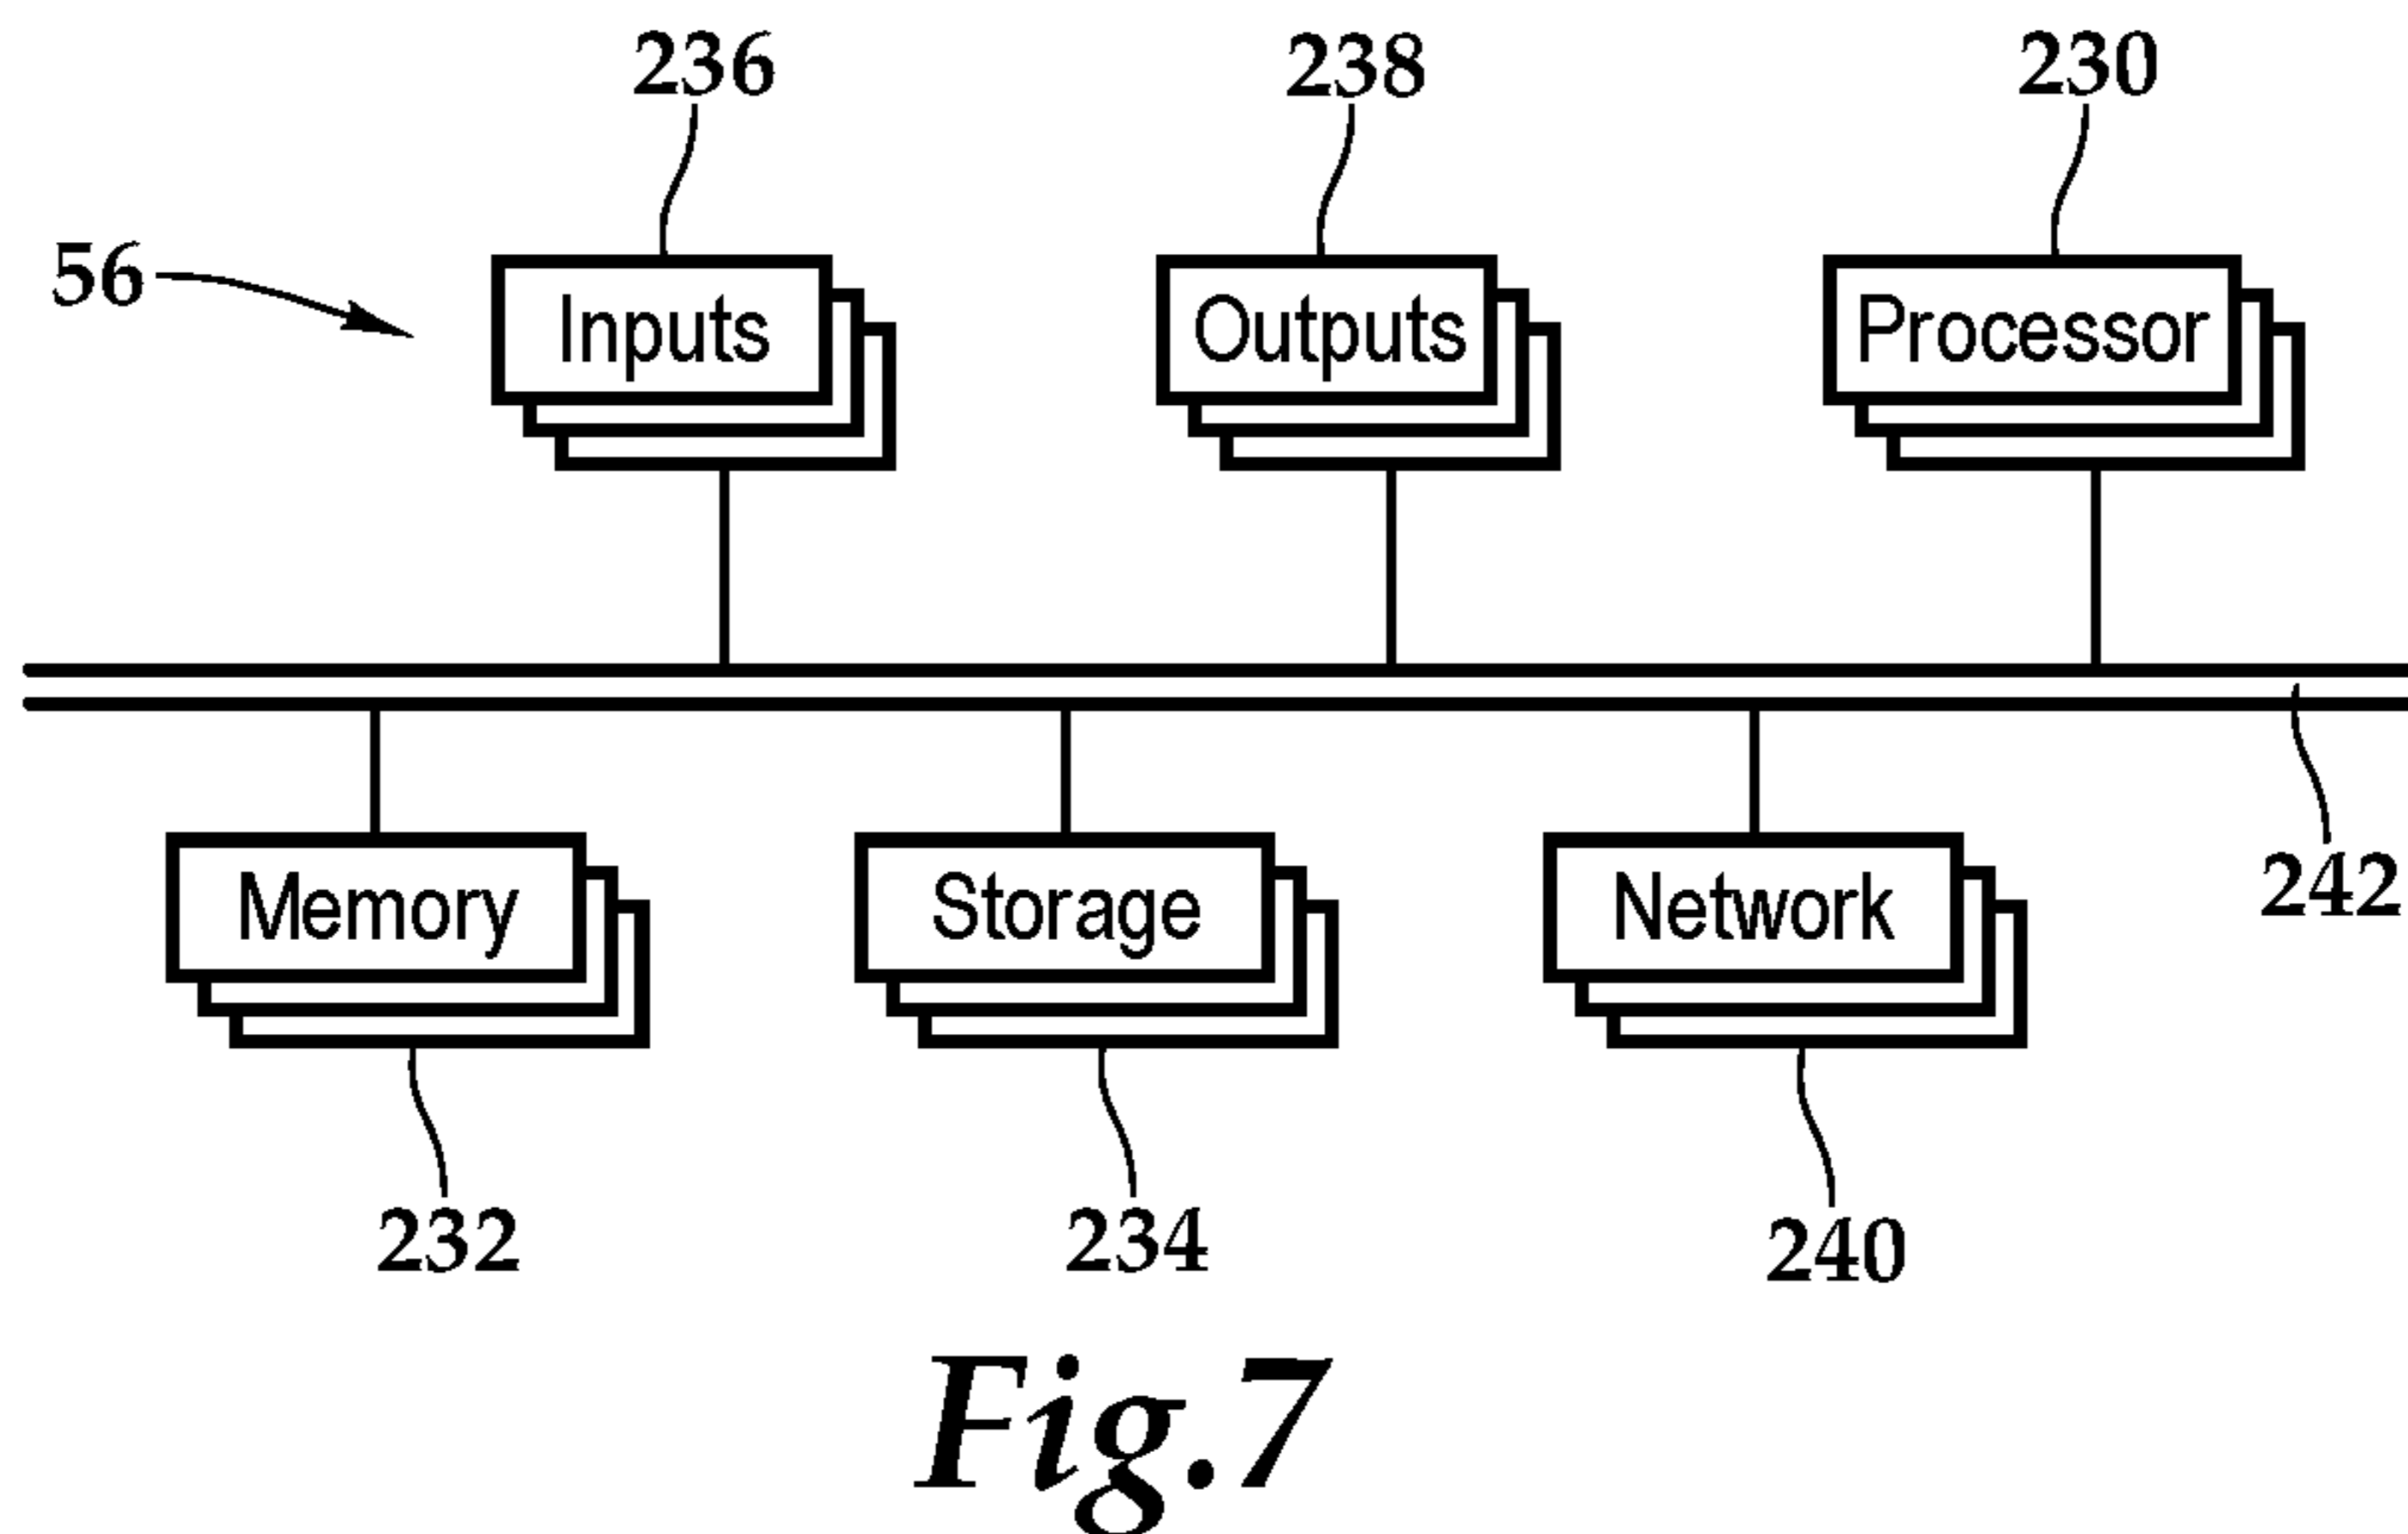 236 238 230
56
Inputs Outputs Processor
Memory Storage Network
242
232 234 240
Fig.7